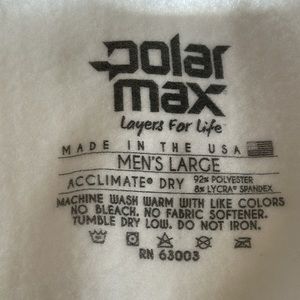 polar
max
Layers For Life
MADE IN THE USA
MEN'S LARGE
ACCLIMATE® DRY 92% POLYESTER
8% LYCRA® SPANDEX
MACHINE WASH WARM WITH LIKE COLORS
NO BLEACH. NO FABRIC SOFTENER.
TUMBLE DRY LOW. DO NOT IRON.
RN 63003